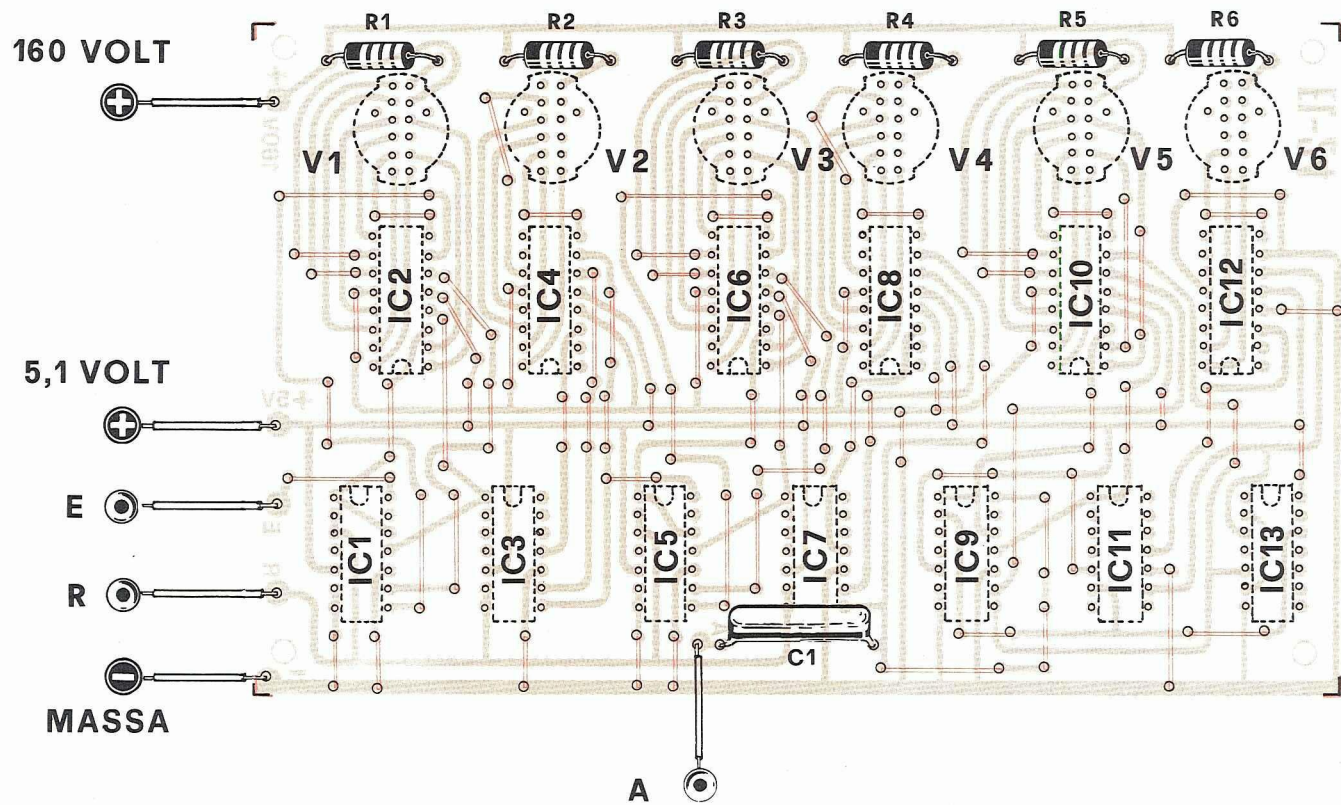 R1 R2 R3 R4 R5 R6
160 VOLT
V1 V2 V3 V4 V5 V6
IC2 IC4 IC6 IC8 IC10 IC12
5,1 VOLT
+5V
E E
IC1 IC3 IC5 IC7 IC9 IC11 IC13
R R
C1
MASSA
A